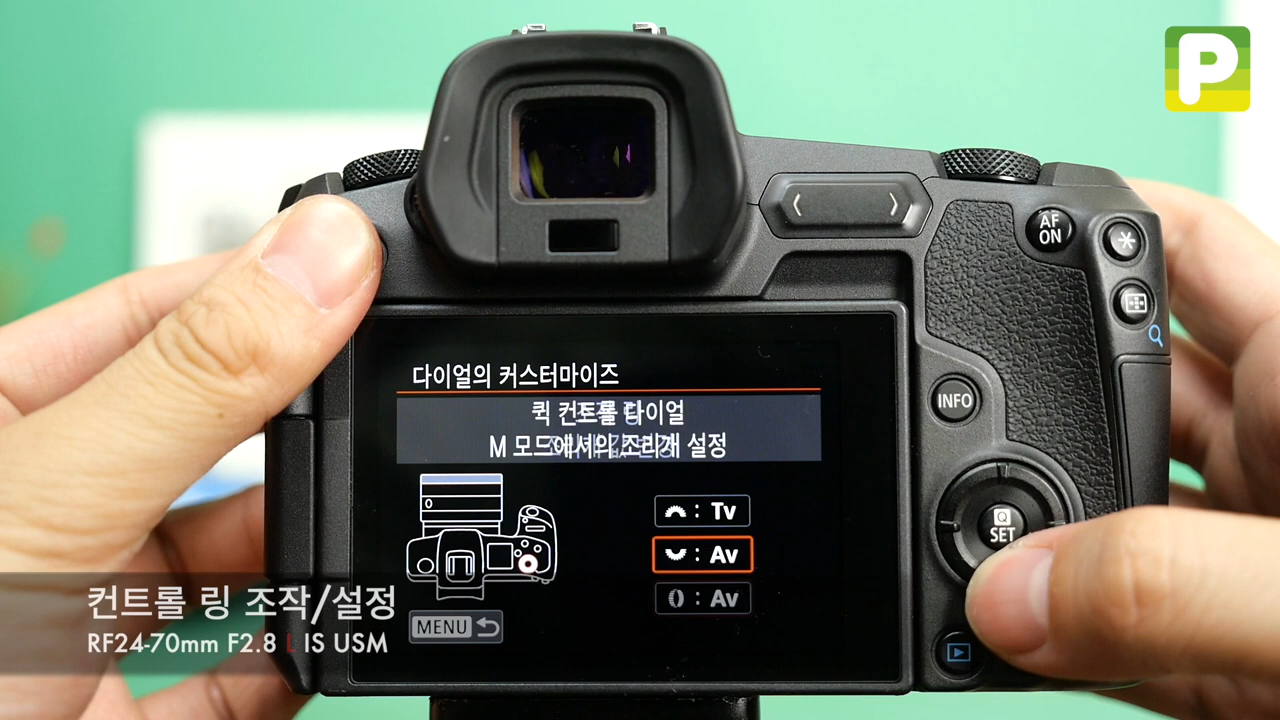 P
AF
ON
다이얼의 커스터마이즈
퀵 컨트롤 다이얼
M 모드에서의 조리개 설정
INFO
: Tv
: Av
: Av
Q
SET
MENU
컨트롤 링 조작/설정
RF24-70mm F2.8 L IS USM